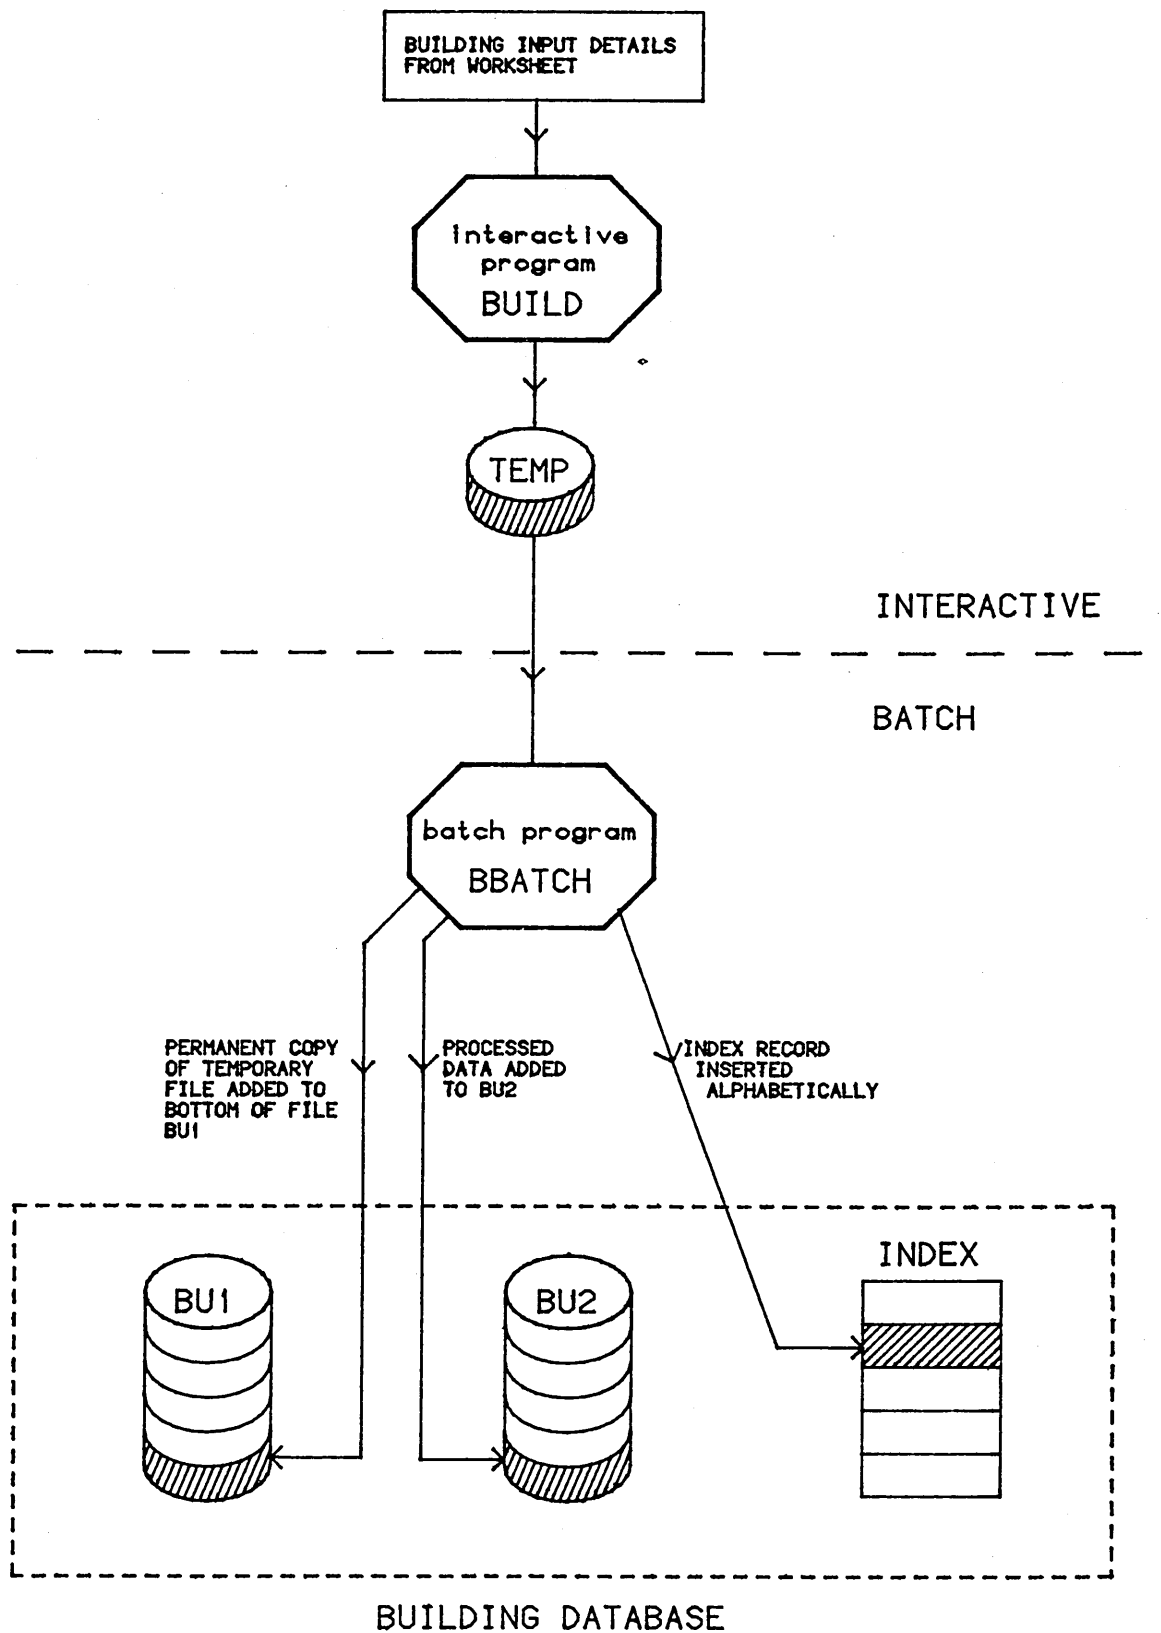 BUILDING INPUT DETAILS
FROM WORKSHEET
interactive
program
BUILD
TEMP
INTERACTIVE
BATCH
batch program
BBATCH
PERMANENT COPY
OF TEMPORARY
FILE ADDED TO
BOTTOM OF FILE
BU1
PROCESSED
DATA ADDED
TO BU2
INDEX RECORD
INSERTED
ALPHABETICALLY
BU1
BU2
INDEX
BUILDING DATABASE